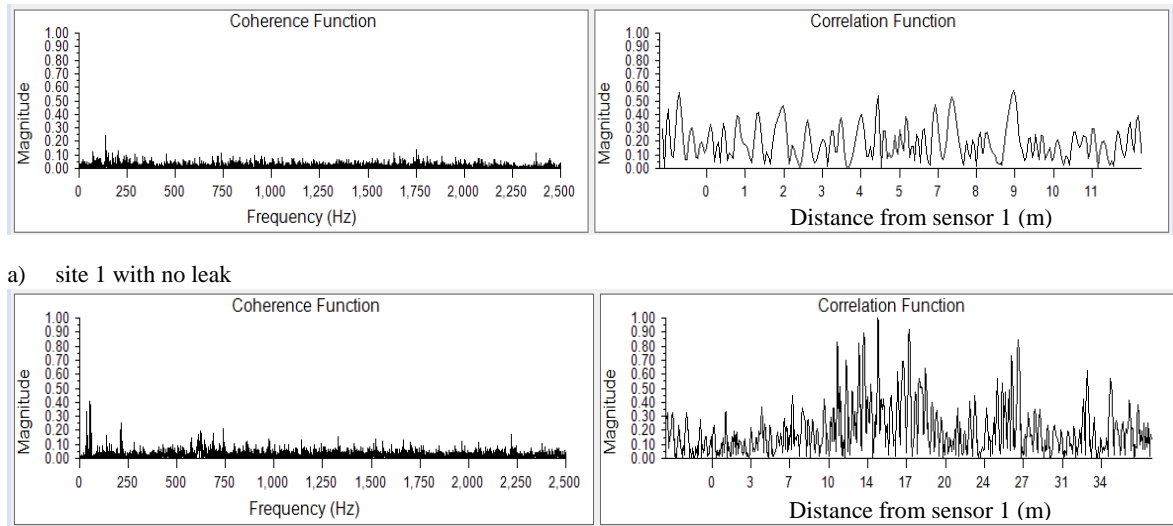 Coherence Function
1.00
0.90
0.80
0.70
0.60
0.50
0.40
0.30
0.20
0.10
0.00
Magnitude
0 250 500 750 1,000 1,250 1,500 1,750 2,000 2,250 2,500
Frequency (Hz)
Correlation Function
1.00
0.90
0.80
0.70
0.60
0.50
0.40
0.30
0.20
0.10
0.00
Magnitude
0 1 2 3 4 5 7 8 9 10 11
Distance from sensor 1 (m)
a) site 1 with no leak
Coherence Function
1.00
0.90
0.80
0.70
0.60
0.50
0.40
0.30
0.20
0.10
0.00
Magnitude
0 250 500 750 1,000 1,250 1,500 1,750 2,000 2,250 2,500
Frequency (Hz)
Correlation Function
1.00
0.90
0.80
0.70
0.60
0.50
0.40
0.30
0.20
0.10
0.00
Magnitude
0 3 7 10 14 17 20 24 27 31 34
Distance from sensor 1 (m)